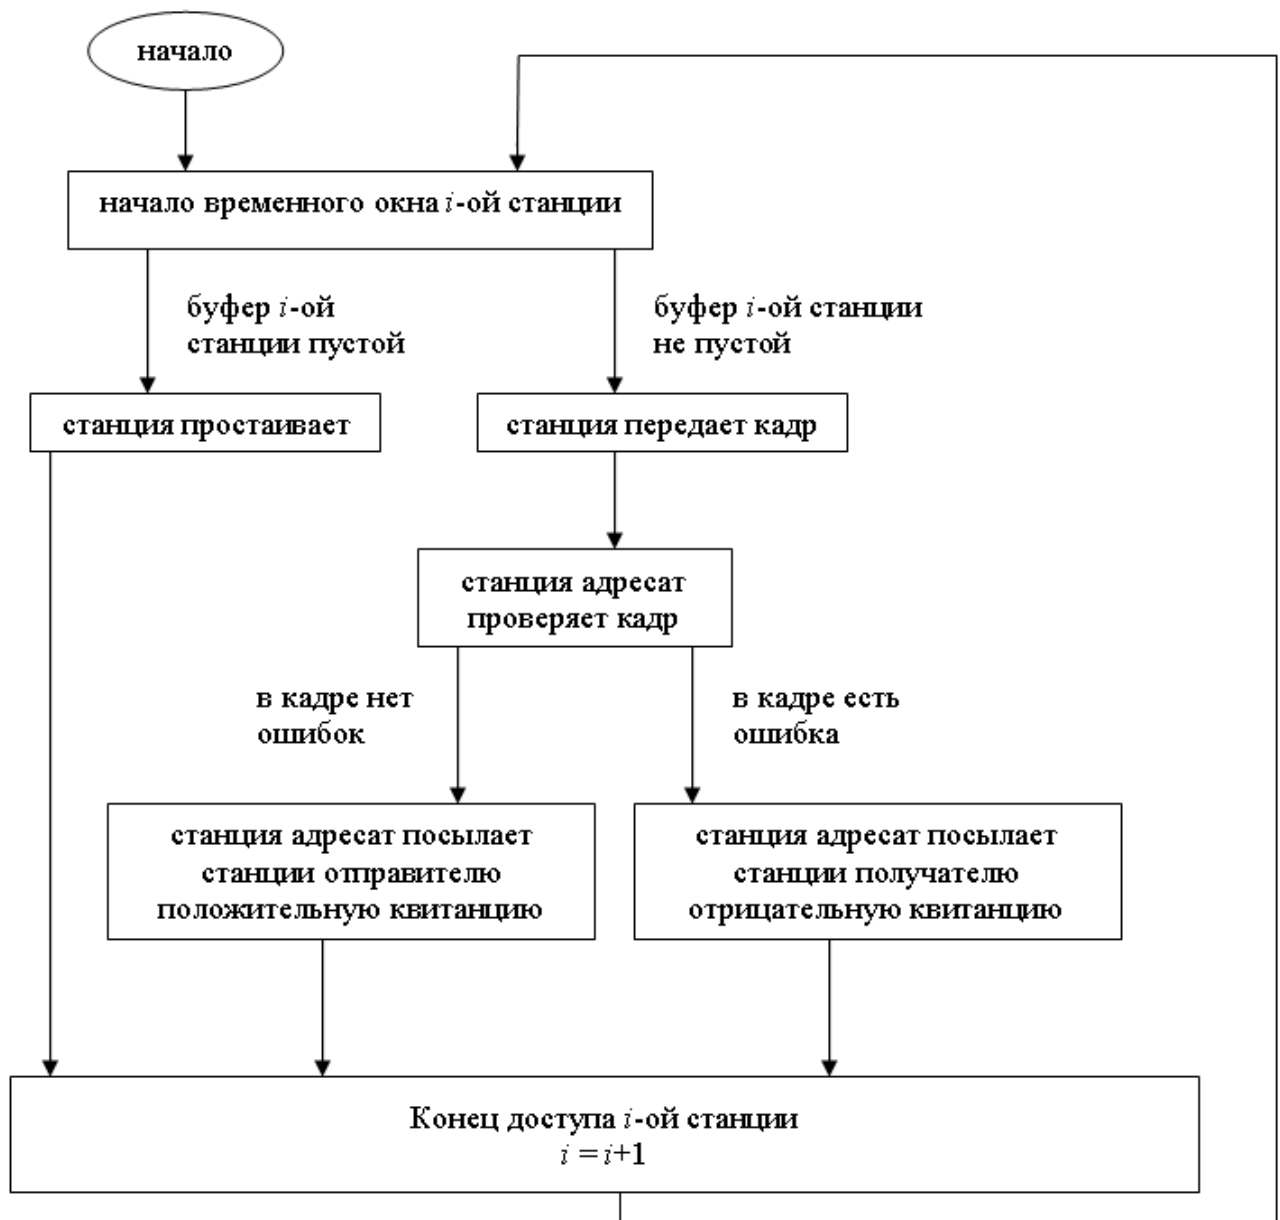 начало
начало временного окна i-ой станции
буфер i-ой
станции пустой
буфер i-ой станции
не пустой
станция простаивает
станция передает кадр
станция адресат
проверяет кадр
в кадре нет
ошибок
в кадре есть
ошибка
станция адресат посылает
станции отправителю
положительную квитанцию
станция адресат посылает
станции получателю
отрицательную квитанцию
Конец доступа i-ой станции
i = i+1